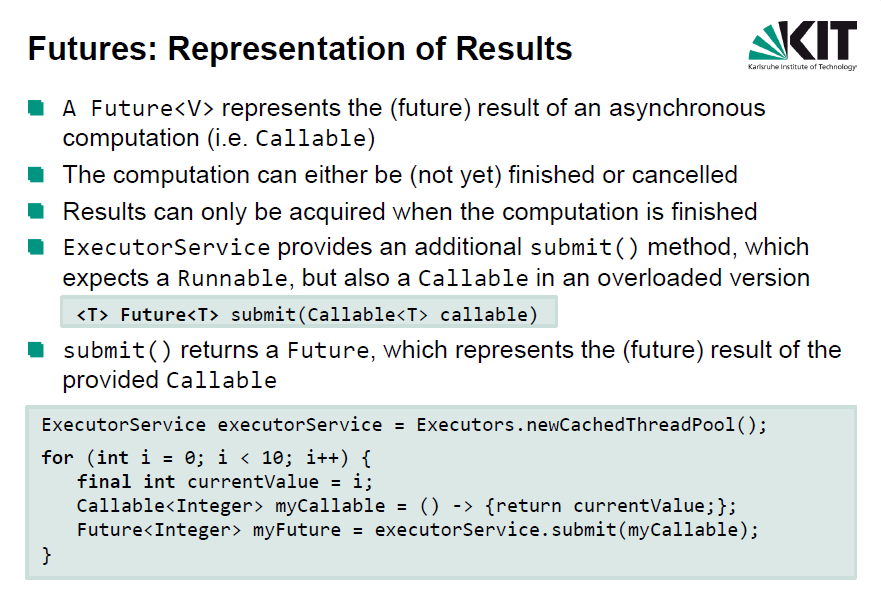 Futures: Representation of Results
KIT
Karlsruhe Institute of Technology
A Future<V> represents the (future) result of an asynchronous
computation (i.e. Callable)
The computation can either be (not yet) finished or cancelled
Results can only be acquired when the computation is finished
ExecutorService provides an additional submit() method, which
expects a Runnable, but also a Callable in an overloaded version
<T> Future<T> submit(Callable<T> callable)
submit() returns a Future, which represents the (future) result of the
provided Callable
ExecutorService executorService = Executors.newCachedThreadPool();
for (int i = 0; i < 10; i++) {
final int currentValue = i;
Callable<Integer> myCallable = () -> {return currentValue;};
Future<Integer> myFuture = executorService.submit(myCallable);
}